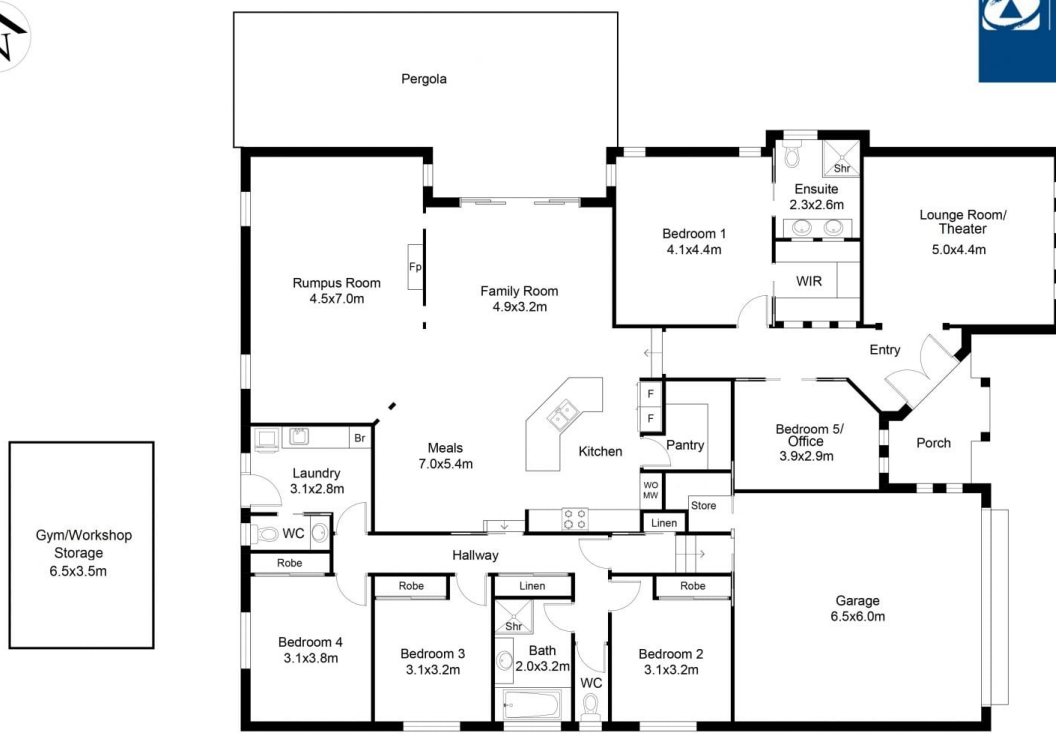 N
Pergola
Shr
Ensuite
2.3x2.6m
Bedroom 1
4.1x4.4m
Lounge Room/
Theater
5.0x4.4m
WIR
Rumpus Room
4.5x7.0m
Fp
Family Room
4.9x3.2m
Entry
F
F
Pantry
Bedroom 5/
Office
3.9x2.9m
Porch
Meals
7.0x5.4m
Kitchen
Br
Laundry
3.1x2.8m
WO
MW
Store
Linen
WC
Gym/Workshop
Storage
6.5x3.5m
Hallway
Robe
Robe
Linen
Robe
Garage
6.5x6.0m
Shr
Bedroom 4
3.1x3.8m
Bedroom 3
3.1x3.2m
Bath
2.0x3.2m
WC
Bedroom 2
3.1x3.2m